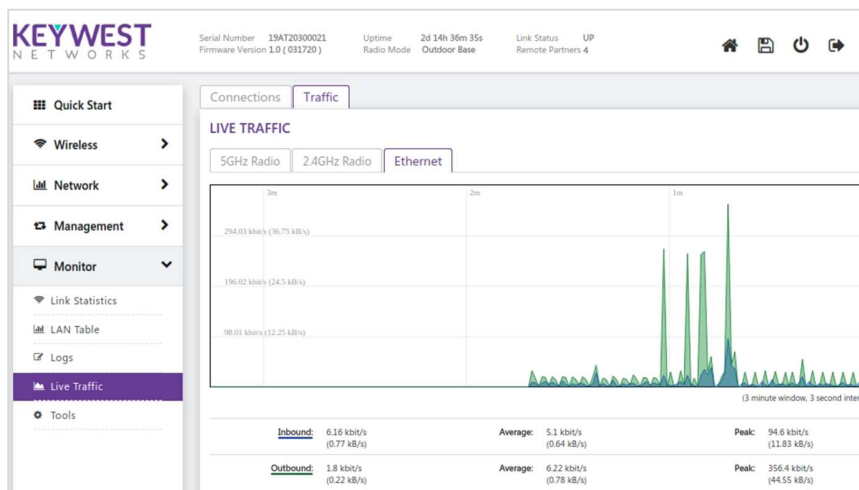 KEYWEST
NETWORKS
Serial Number 19AT20300021
Firmware Version 1.0 ( 031720 )
Uptime 2d 14h 36m 35s
Radio Mode Outdoor Base
Link Status UP
Remote Partners 4
Quick Start
Wireless
Network
Management
Monitor
Link Statistics
LAN Table
Logs
Live Traffic
Tools
Connections Traffic
LIVE TRAFFIC
5GHz Radio 2.4GHz Radio Ethernet
3m 2m 1m
294.03 kbit/s (36.75 kB/s)
196.02 kbit/s (24.5 kB/s)
98.01 kbit/s (12.25 kB/s)
(3 minute window, 3 second inter
Inbound: 6.16 kbit/s Average: 5.1 kbit/s Peak: 94.6 kbit/s
(0.77 kB/s) (0.64 kB/s) (11.83 kB/s)
Outbound: 1.8 kbit/s Average: 6.22 kbit/s Peak: 356.4 kbit/s
(0.22 kB/s) (0.78 kB/s) (44.55 kB/s)